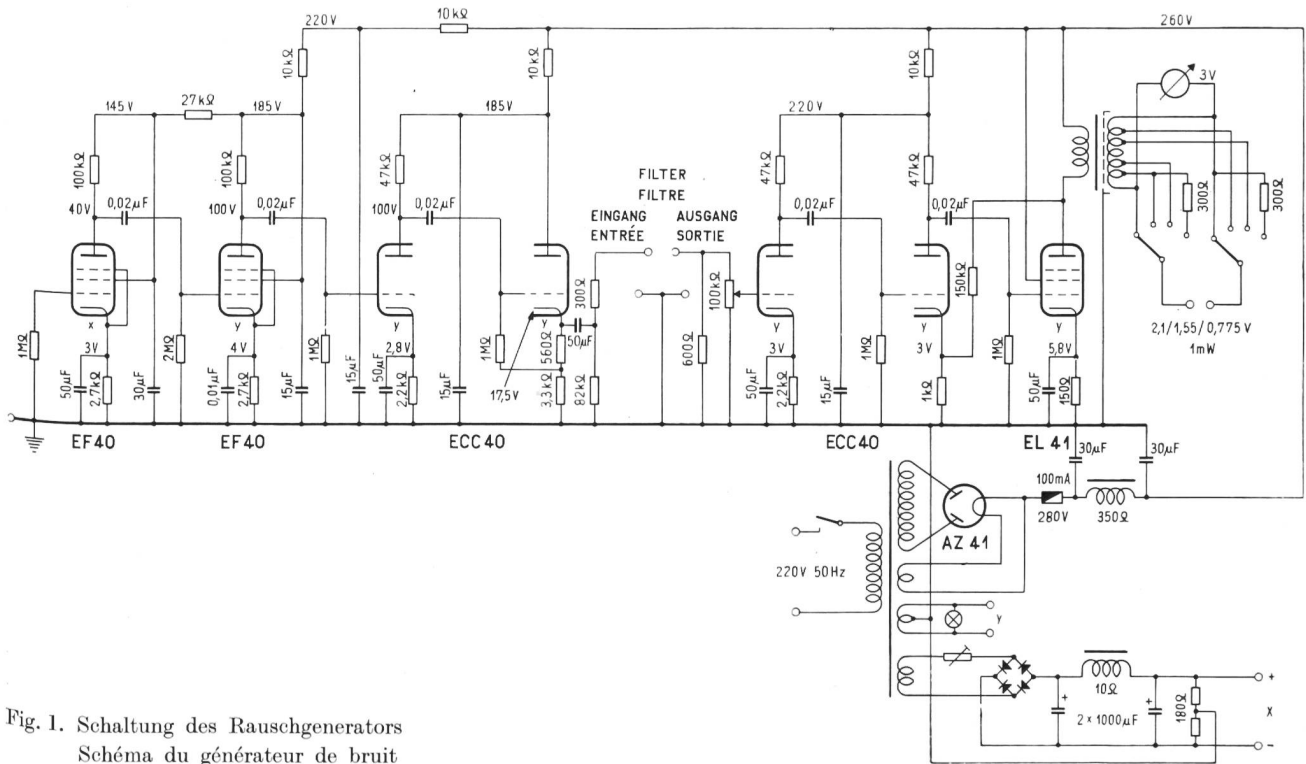 220V
10kΩ
260V
10kΩ
10kΩ
10kΩ
3V
145V
27kΩ
185V
185V
220V
100kΩ
100kΩ
47kΩ
47kΩ
47kΩ
FILTER
FILTRE
EINGANG
ENTRÉE
AUSGANG
SORTIE
300Ω
300Ω
40V
0,02µF
100V
0,02µF
100V
0,02µF
0,02µF
0,02µF
300Ω
100kΩ
150kΩ
x
y
y
y
y
y
y
1MΩ
3V
2MΩ
4V
1MΩ
2,8V
1MΩ
560Ω
50µF
600Ω
3V
1MΩ
3V
1MΩ
5,8V
2,1/1,55/0,775 V
1mW
50µF
2,7kΩ
30µF
0,01µF
2,7kΩ
15µF
15µF
50µF
2,2kΩ
15µF
17,5V
3,3kΩ
82kΩ
50µF
2,2kΩ
15µF
1kΩ
50µF
150Ω
EF40
EF40
ECC40
ECC40
EL 41
30µF
30µF
100mA
280V
350Ω
AZ 41
220V 50Hz
y
10Ω
2 × 1000µF
180Ω
+
+
+
x
-
Fig. 1. Schaltung des Rauschgenerators
Schéma du générateur de bruit